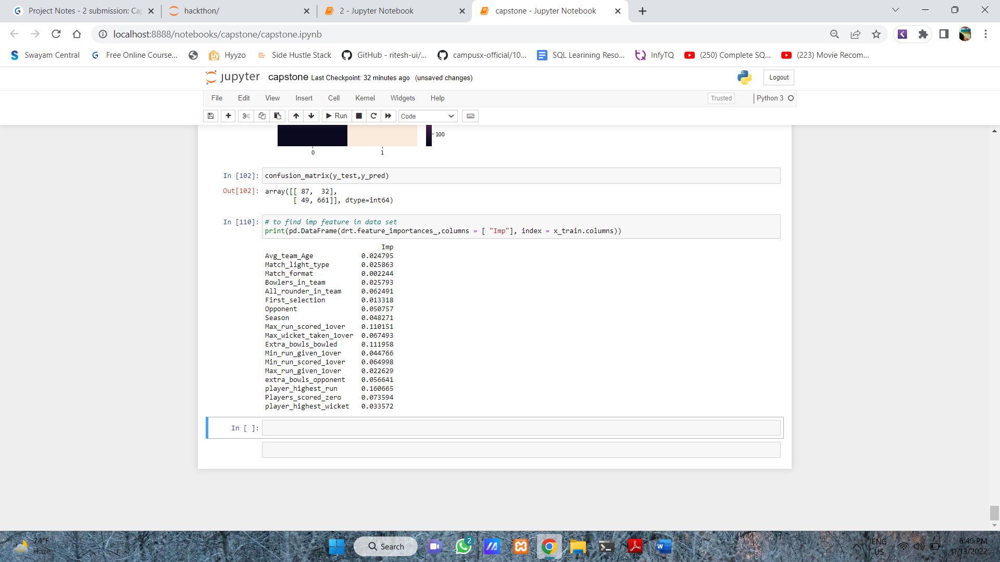 Project Notes - 2 submission: Ca
hackthon/
2 - Jupyter Notebook
capstone - Jupyter Notebook
localhost:8888/notebooks/capstone/capstone.ipynb
Swayam Central
Free Online Course...
Hyyzo
Side Hustle Stack
GitHub - ritesh-ui/...
campusx-official/10...
SQL Learining Reso...
InfyTQ
(250) Complete SQ...
(223) Movie Recom...
jupyter capstone Last Checkpoint: 32 minutes ago (unsaved changes)
Logout
File Edit View Insert Cell Kernel Widgets Help
Trusted
Python 3
Run
Code
100
0 1
In [102]: confusion_matrix(y_test,y_pred)
Out[102]: array([[ 87,  32],
[ 49, 661]], dtype=int64)
In [110]: # to find imp feature in data set
print(pd.DataFrame(drt.feature_importances_,columns = [ "Imp"], index = x_train.columns))
Imp
Avg_team_Age 0.024795
Match_light_type 0.025863
Match_format 0.002244
Bowlers_in_team 0.025793
All_rounder_in_team 0.062491
First_selection 0.013318
Opponent 0.050757
Season 0.048271
Max_run_scored_1over 0.110151
Max_wicket_taken_1over 0.067493
Extra_bowls_bowled 0.111958
Min_run_given_1over 0.044766
Min_run_scored_1over 0.064998
Max_run_given_1over 0.022629
extra_bowls_opponent 0.056641
player_highest_run 0.160665
Players_scored_zero 0.073594
player_highest_wicket 0.033572
In [ ]:
74°F
Haze
Search
2
ENG
US
6:40 PM
11/13/2022